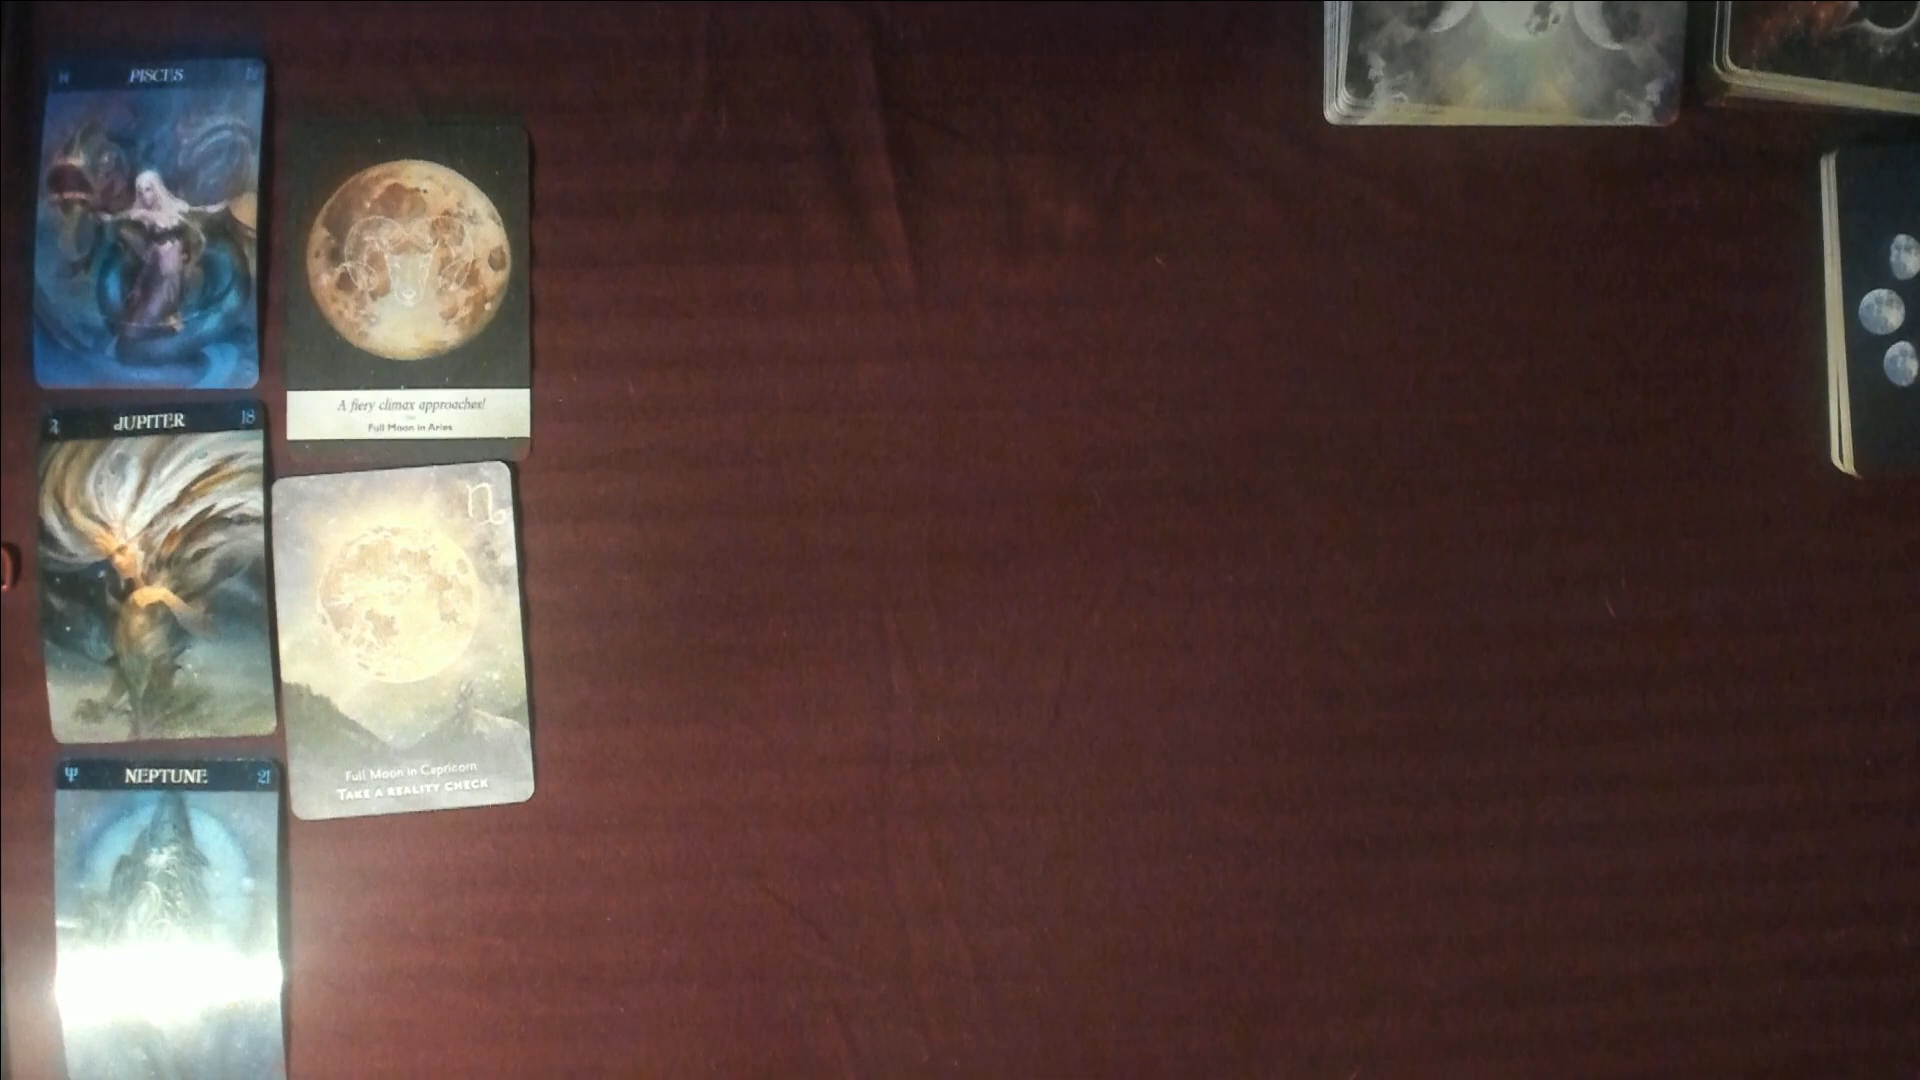 PISCES
♃ JUPITER 18
♆ NEPTUNE 21
A fiery climax approaches!
Full Moon in Aries
♑
Full Moon in Capricorn
TAKE A REALITY CHECK